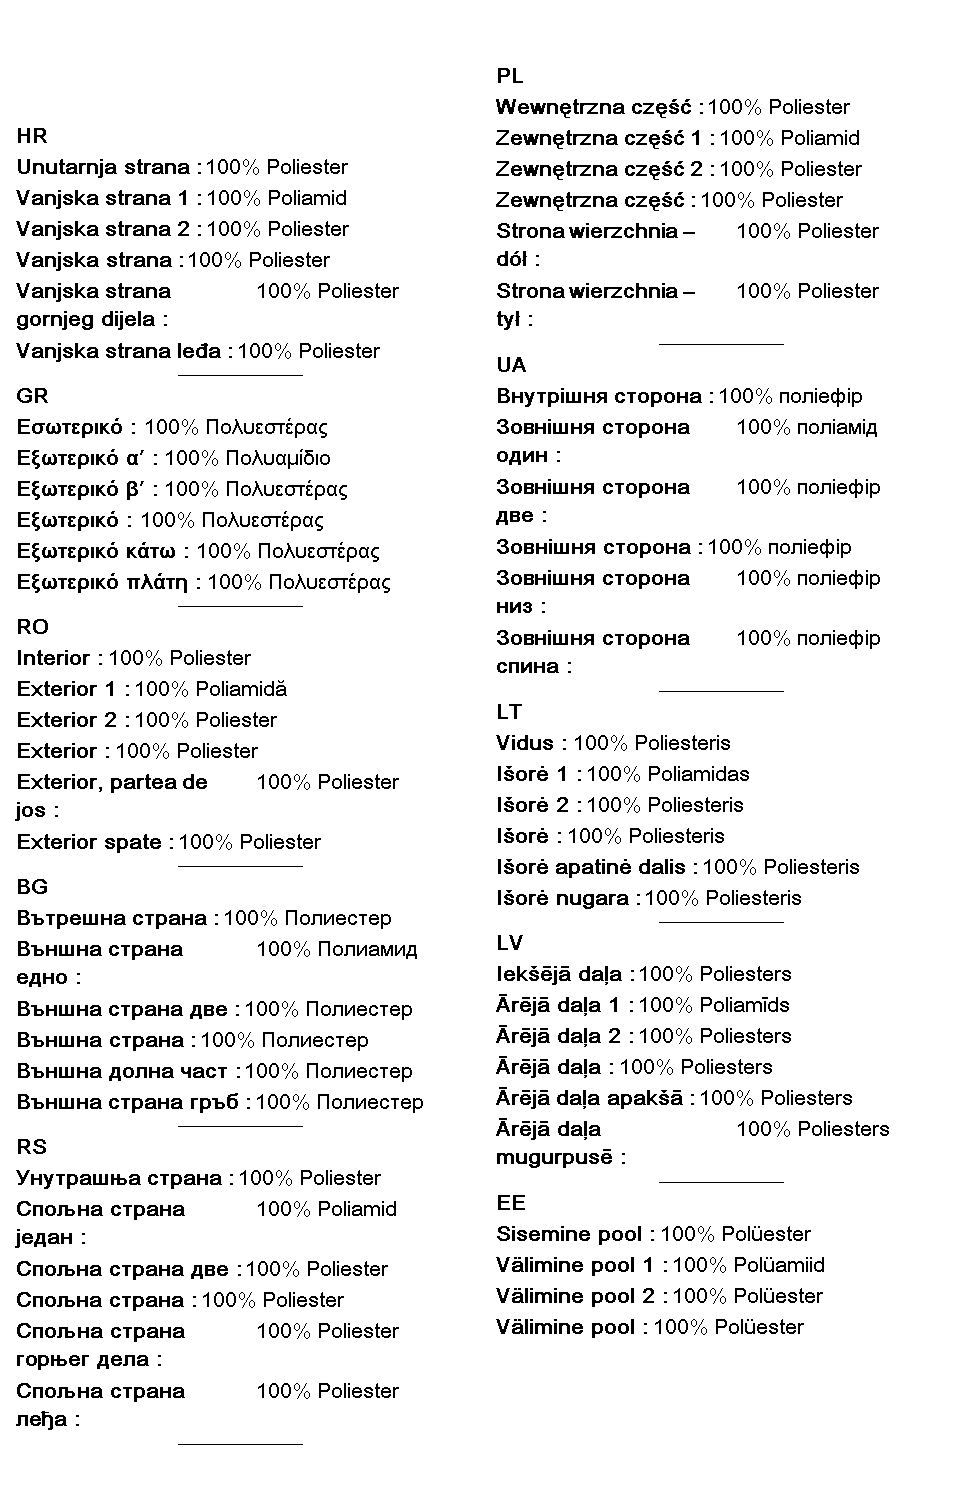 HR
Unutarnja strana : 100% Poliester
Vanjska strana 1 : 100% Poliamid
Vanjska strana 2 : 100% Poliester
Vanjska strana : 100% Poliester
Vanjska strana 100% Poliester
gornjeg dijela :
Vanjska strana leđa : 100% Poliester
GR
Εσωτερικό : 100% Πολυεστέρας
Εξωτερικό α′ : 100% Πολυαμίδιο
Εξωτερικό β′ : 100% Πολυεστέρας
Εξωτερικό : 100% Πολυεστέρας
Εξωτερικό κάτω : 100% Πολυεστέρας
Εξωτερικό πλάτη : 100% Πολυεστέρας
RO
Interior : 100% Poliester
Exterior 1 : 100% Poliamidă
Exterior 2 : 100% Poliester
Exterior : 100% Poliester
Exterior, partea de 100% Poliester
jos :
Exterior spate : 100% Poliester
BG
Вътрешна страна : 100% Полиестер
Външна страна 100% Полиамид
едно :
Външна страна две : 100% Полиестер
Външна страна : 100% Полиестер
Външна долна част : 100% Полиестер
Външна страна гръб : 100% Полиестер
RS
Унутрашња страна : 100% Poliester
Спољна страна 100% Poliamid
један :
Спољна страна две : 100% Poliester
Спољна страна : 100% Poliester
Спољна страна 100% Poliester
горњег дела :
Спољна страна 100% Poliester
леђа :
PL
Wewnętrzna część : 100% Poliester
Zewnętrzna część 1 : 100% Poliamid
Zewnętrzna część 2 : 100% Poliester
Zewnętrzna część : 100% Poliester
Strona wierzchnia – 100% Poliester
dół :
Strona wierzchnia – 100% Poliester
tył :
UA
Внутрішня сторона : 100% поліефір
Зовнішня сторона 100% поліамід
один :
Зовнішня сторона 100% поліефір
две :
Зовнішня сторона : 100% поліефір
Зовнішня сторона 100% поліефір
низ :
Зовнішня сторона 100% поліефір
спина :
LT
Vidus : 100% Poliesteris
Išorė 1 : 100% Poliamidas
Išorė 2 : 100% Poliesteris
Išorė : 100% Poliesteris
Išorė apatinė dalis : 100% Poliesteris
Išorė nugara : 100% Poliesteris
LV
Iekšējā daļa : 100% Poliesters
Ārējā daļa 1 : 100% Poliamīds
Ārējā daļa 2 : 100% Poliesters
Ārējā daļa : 100% Poliesters
Ārējā daļa apakšā : 100% Poliesters
Ārējā daļa 100% Poliesters
mugurpusē :
EE
Sisemine pool : 100% Polüester
Välimine pool 1 : 100% Polüamiid
Välimine pool 2 : 100% Polüester
Välimine pool : 100% Polüester